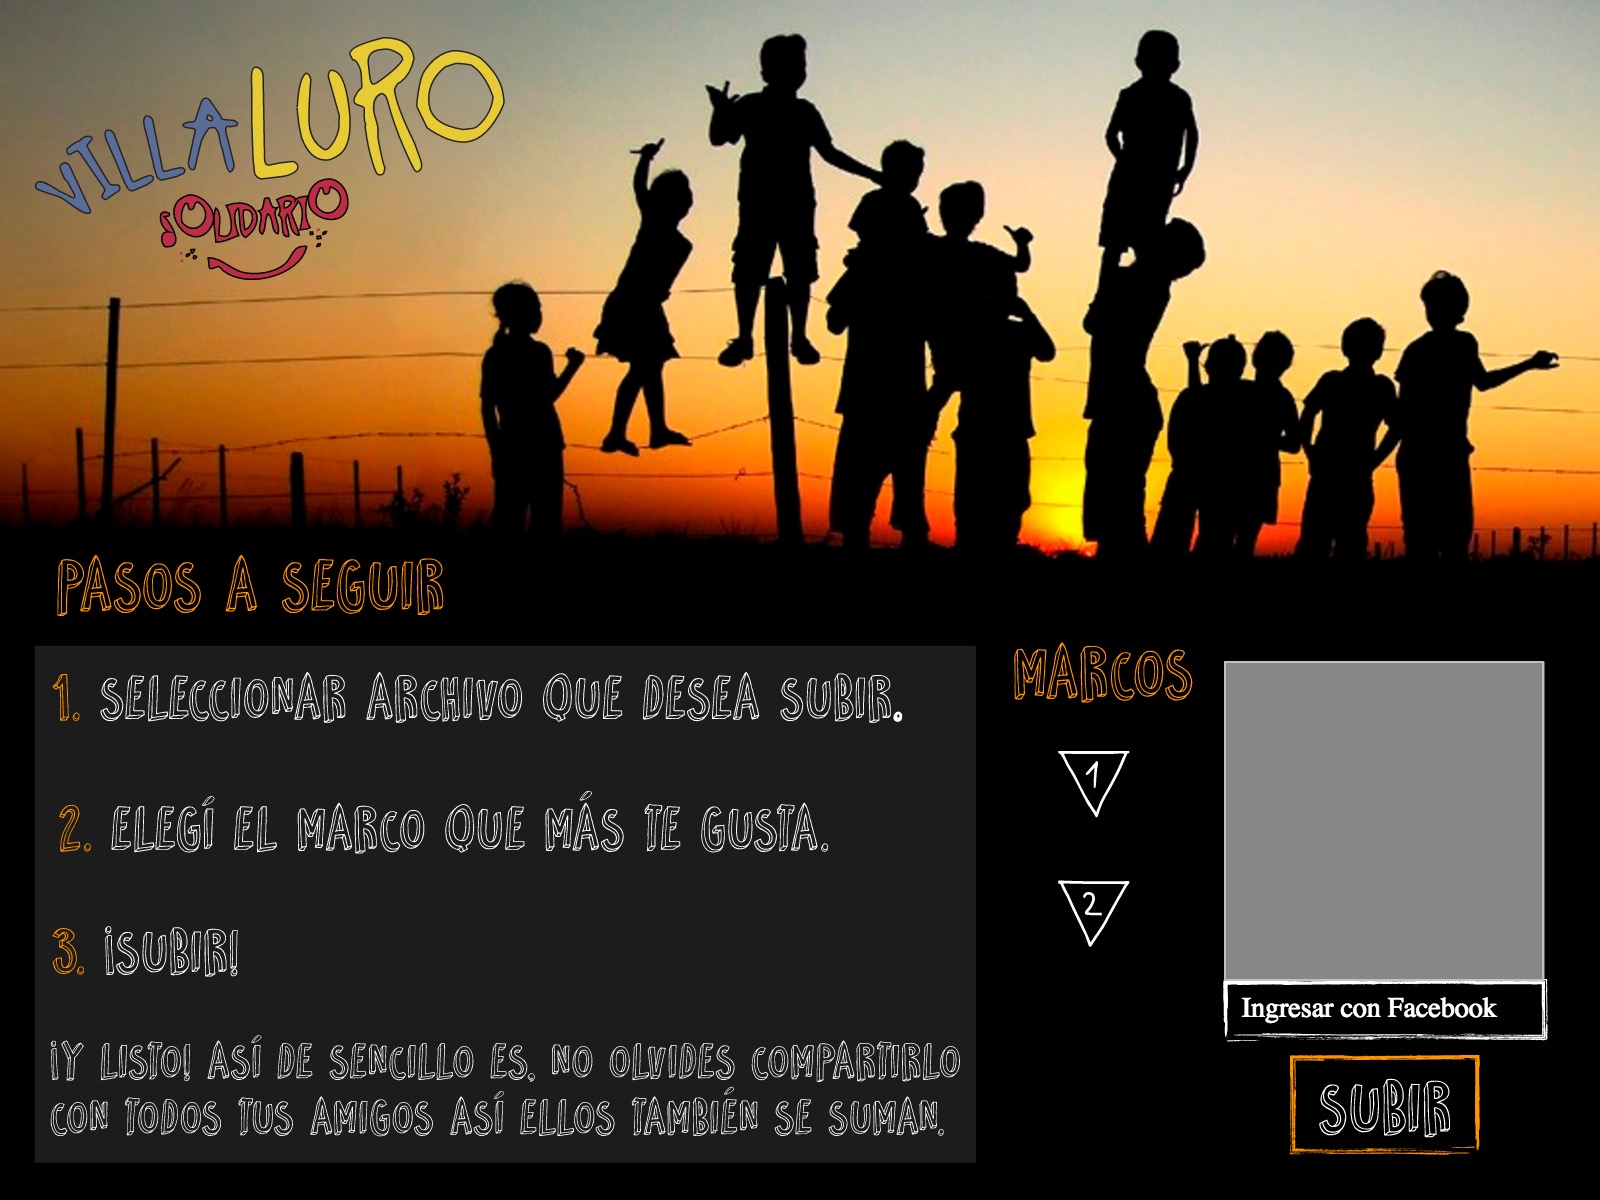 VILLALURO
SOLIDARIO
PASOS A SEGUIR
1. SELECCIONAR ARCHIVO QUE DESEA SUBIR.
2. ELEGÍ EL MARCO QUE MÁS TE GUSTA.
3. ¡SUBIR!
¡Y LISTO! ASÍ DE SENCILLO ES, NO OLVIDES COMPARTIRLO
CON TODOS TUS AMIGOS ASÍ ELLOS TAMBIÉN SE SUMAN.
MARCOS
1
2
Ingresar con Facebook
SUBIR